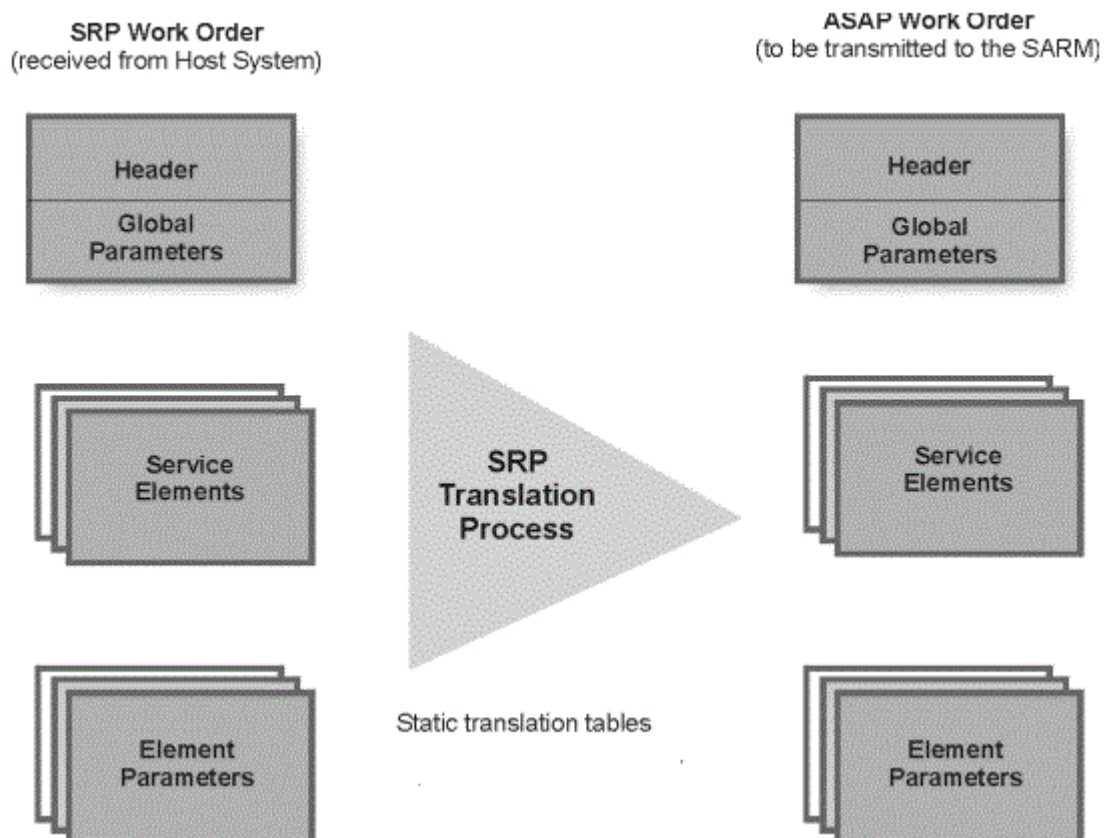 SRP Work Order
(received from Host System)
ASAP Work Order
(to be transmitted to the SARM)
Header
Global
Parameters
Header
Global
Parameters
Service
Elements
SRP
Translation
Process
Service
Elements
Static translation tables
Element
Parameters
Element
Parameters